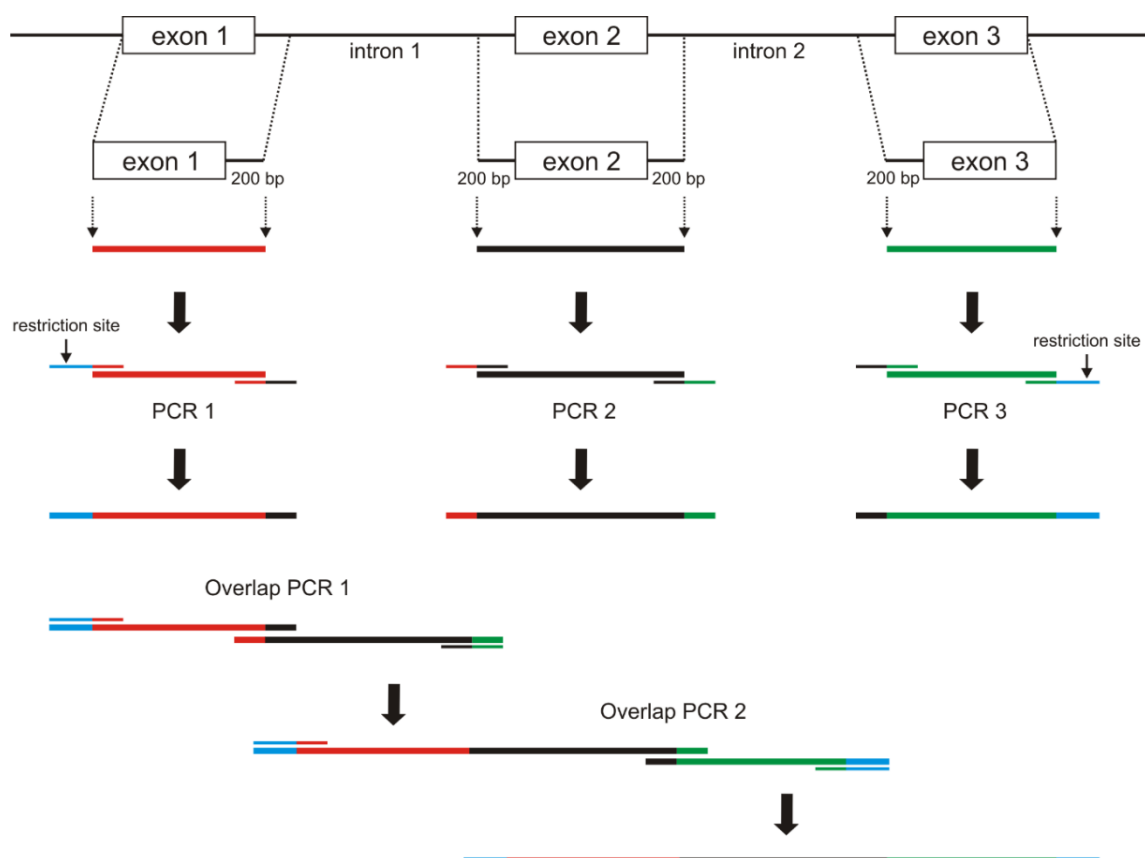 exon 1
exon 2
exon 3
intron 1
intron 2
exon 1
exon 2
exon 3
200 bp
200 bp
200 bp
200 bp
restriction site
restriction site
PCR 1
PCR 2
PCR 3
Overlap PCR 1
Overlap PCR 2